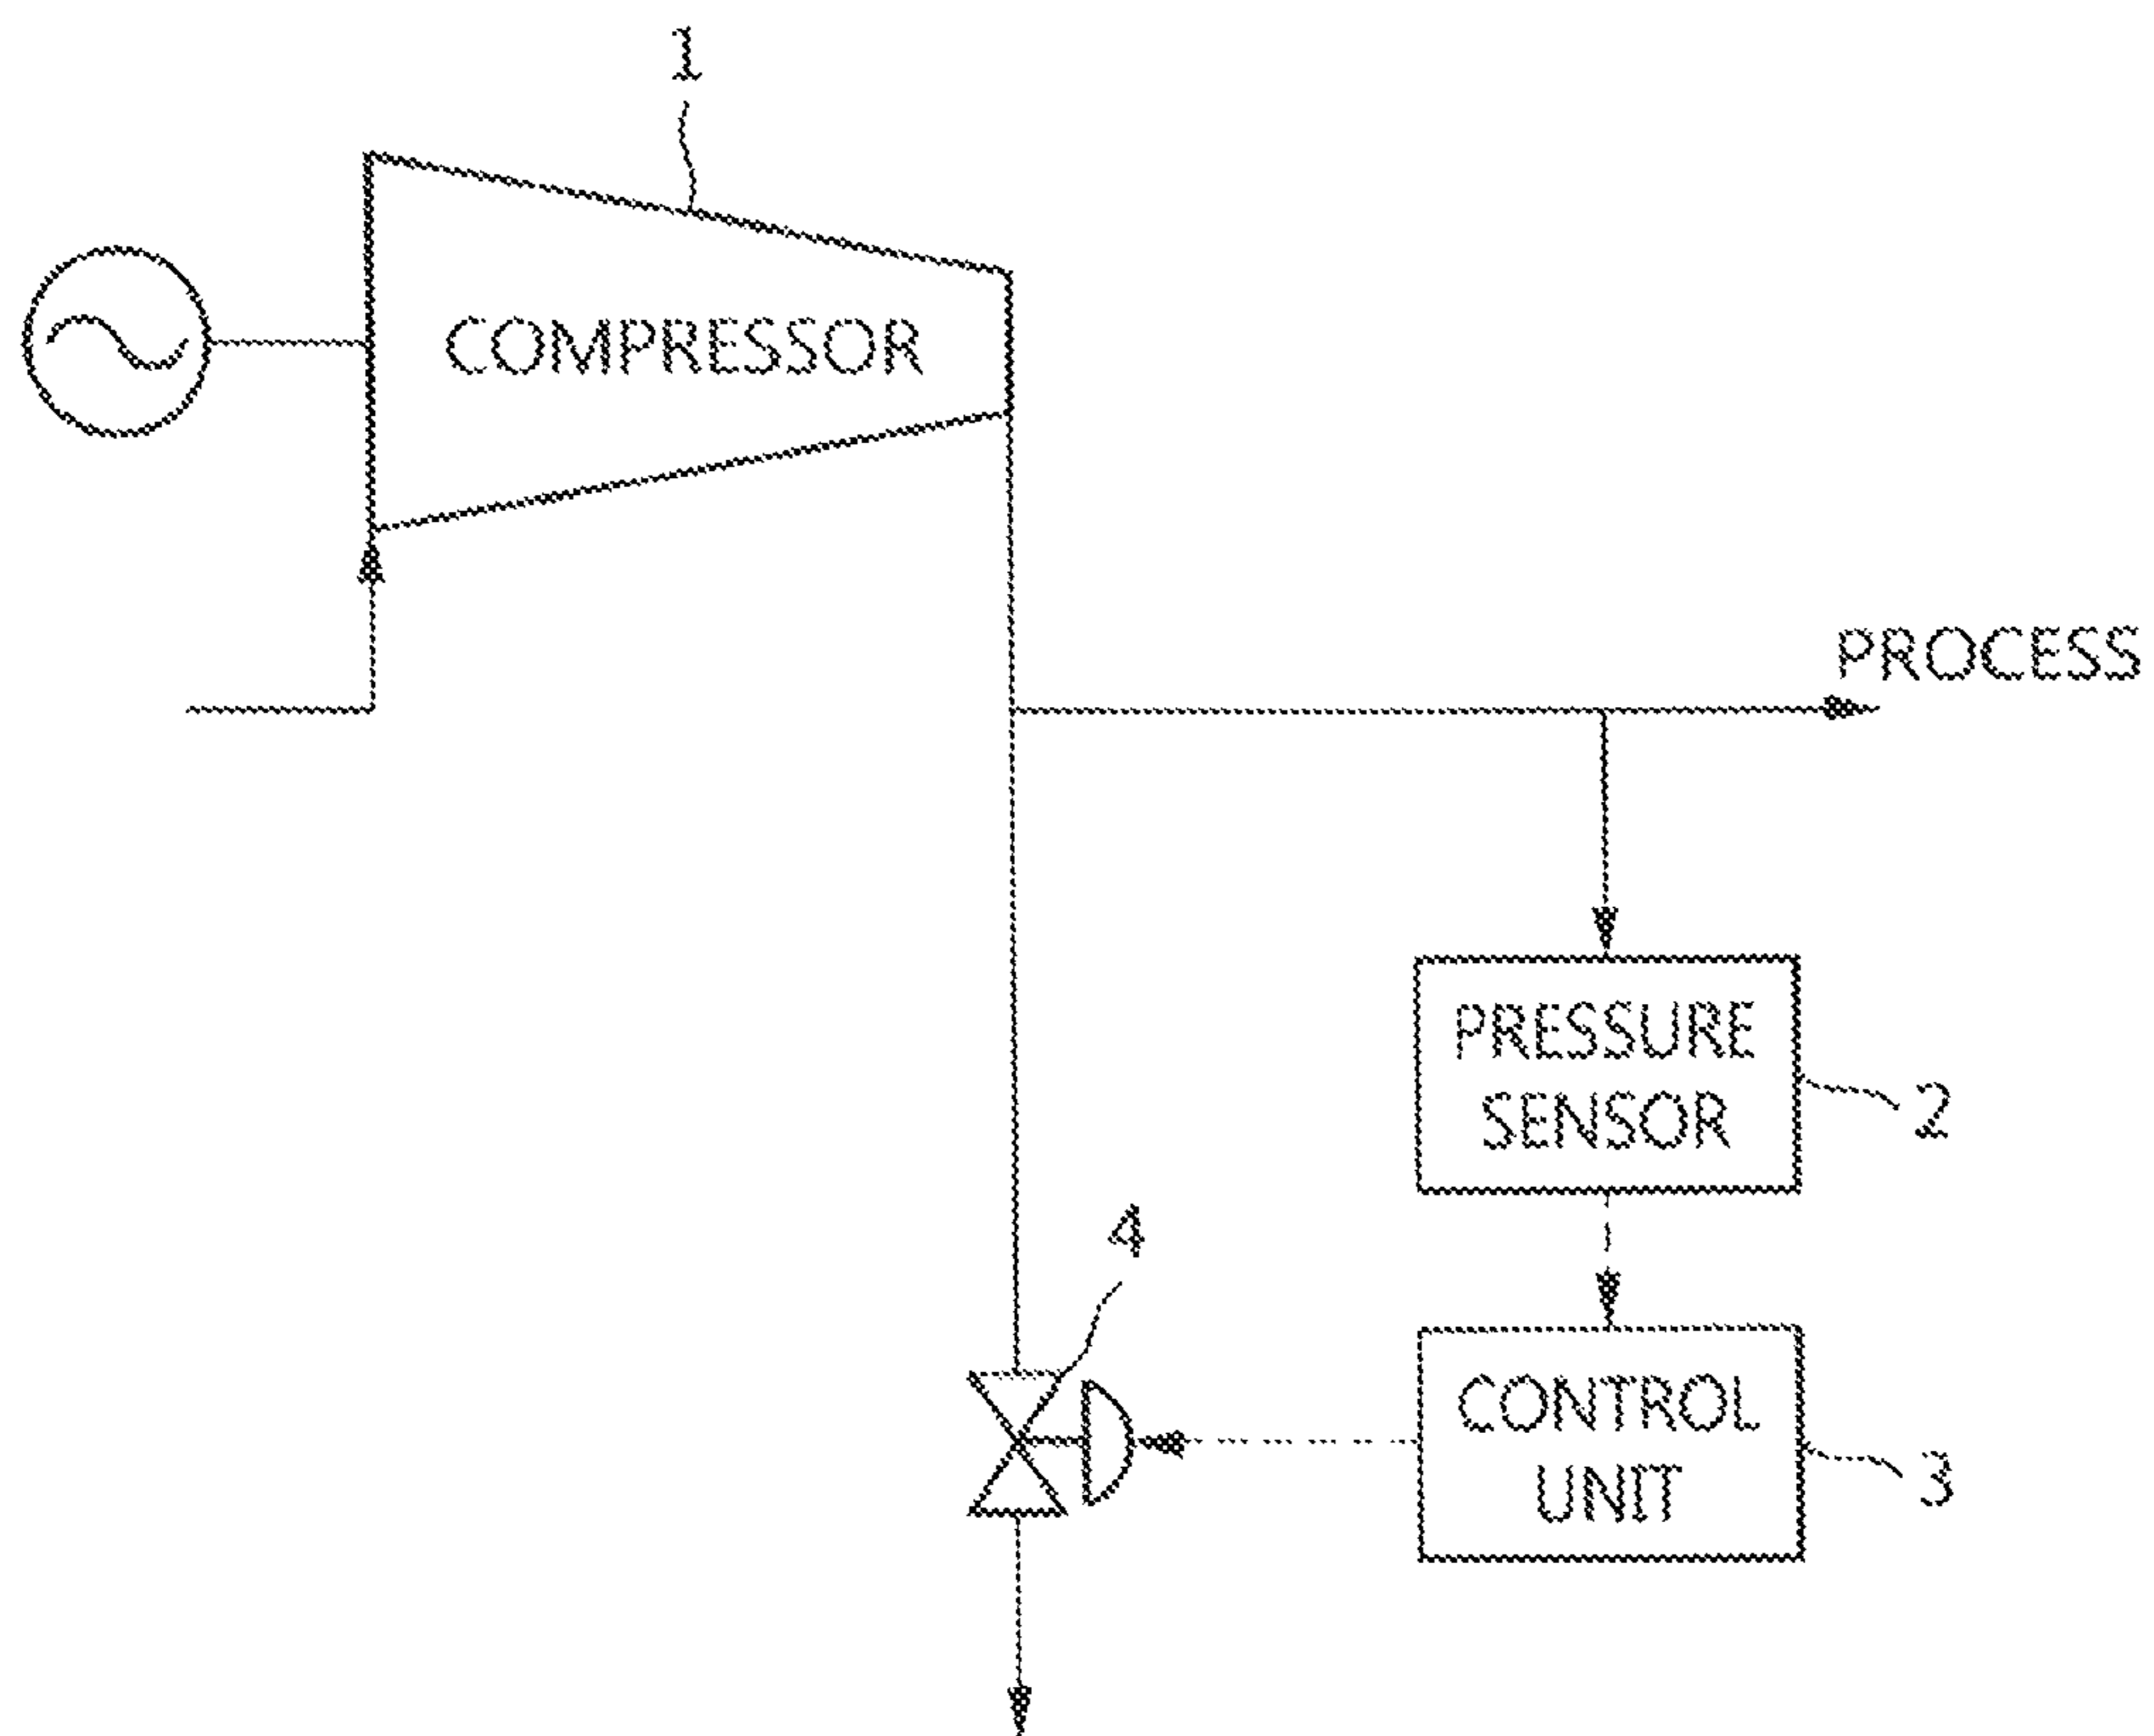 1
COMPRESSOR
PROCESS
PRESSURE
SENSOR
2
4
CONTROL
UNIT
3